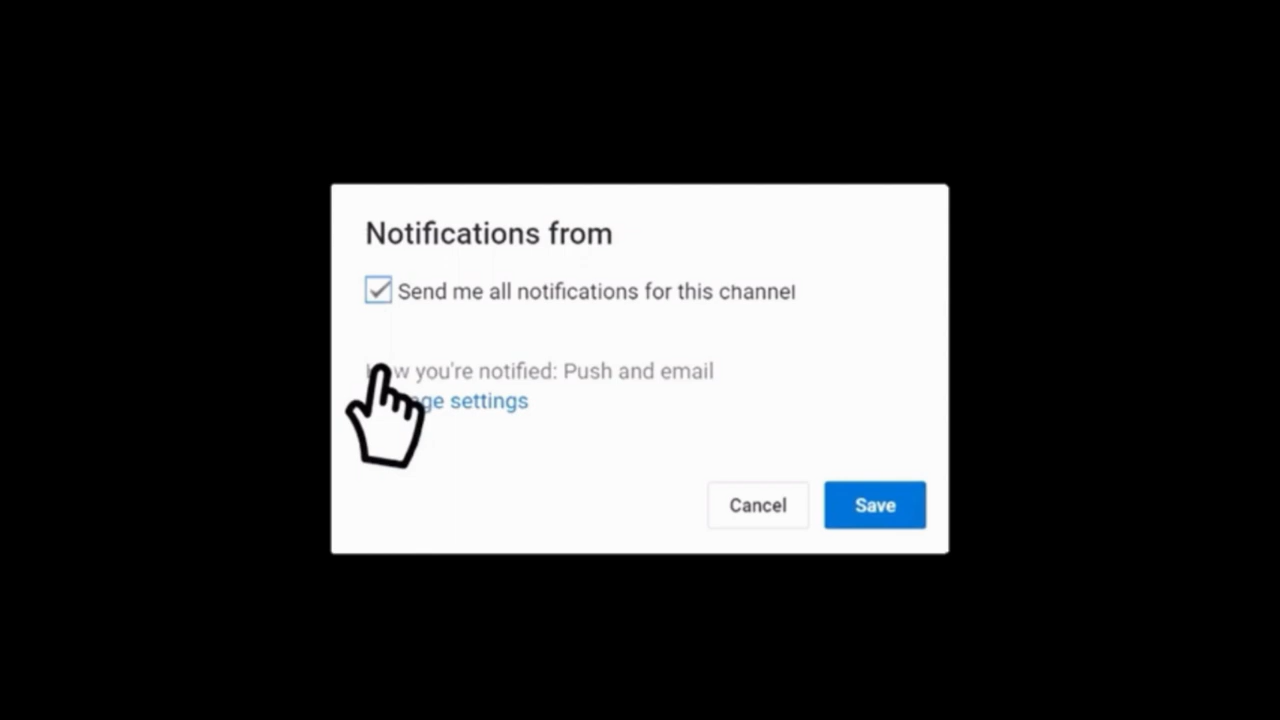 Notifications from
Send me all notifications for this channel
you're notified: Push and email
settings
Cancel
Save